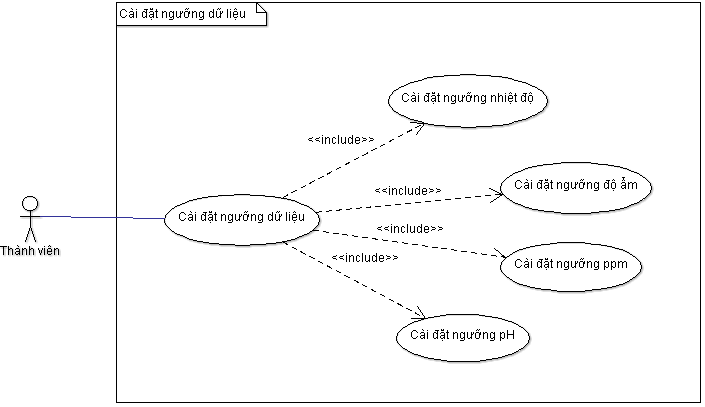 Cài đặt ngưỡng dữ liệu
Cài đặt ngưỡng nhiệt độ
<<include>>
Cài đặt ngưỡng độ ẩm
<<include>>
Cài đặt ngưỡng dữ liệu
<<include>>
Thành viên
<<include>>
Cài đặt ngưỡng ppm
Cài đặt ngưỡng pH